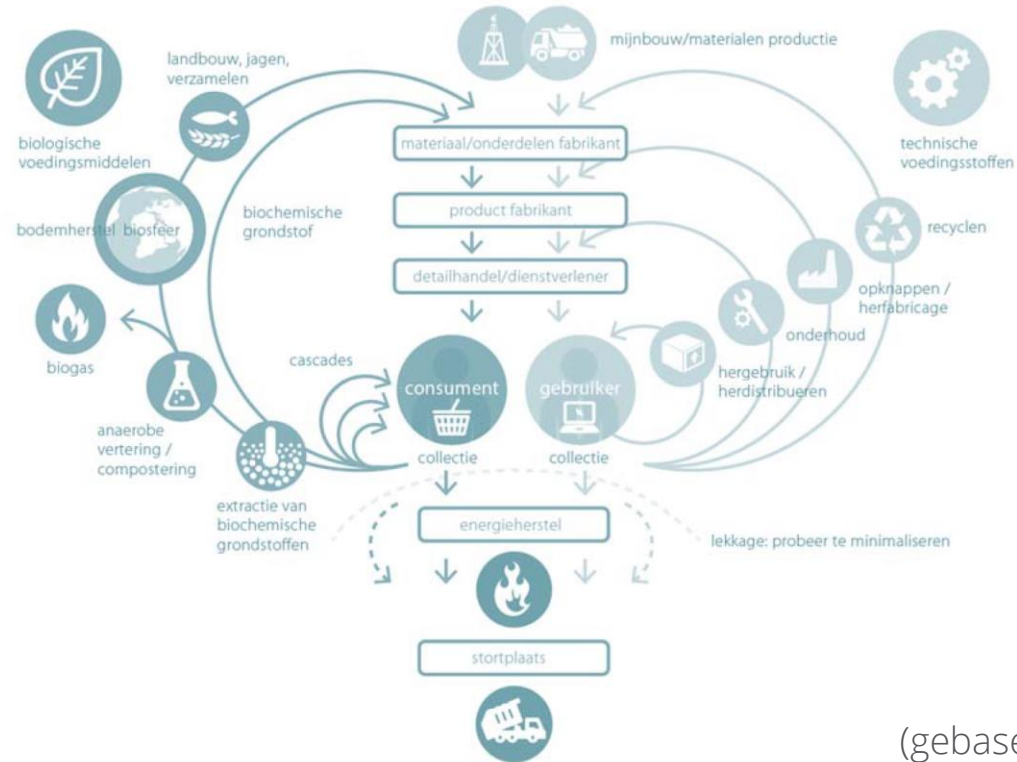 mijnbouw/materialen productie
landbouw, jagen,
verzamelen
biologische
voedingsmiddelen
technische
voedingsstoffen
materiaal/onderdelen fabrikant
product fabrikant
detailhandel/dienstverlener
bodemherstel biosfeer
biochemische
grondstof
recyclen
opknappen /
herfabricage
onderhoud
hergebruik /
herdistribueren
biogas
cascades
consument
gebruiker
anaerobe
vertering /
compostering
collectie
collectie
extractie van
biochemische
grondstoffen
energieherstel
lekkage: probeer te minimaliseren
stortplaats